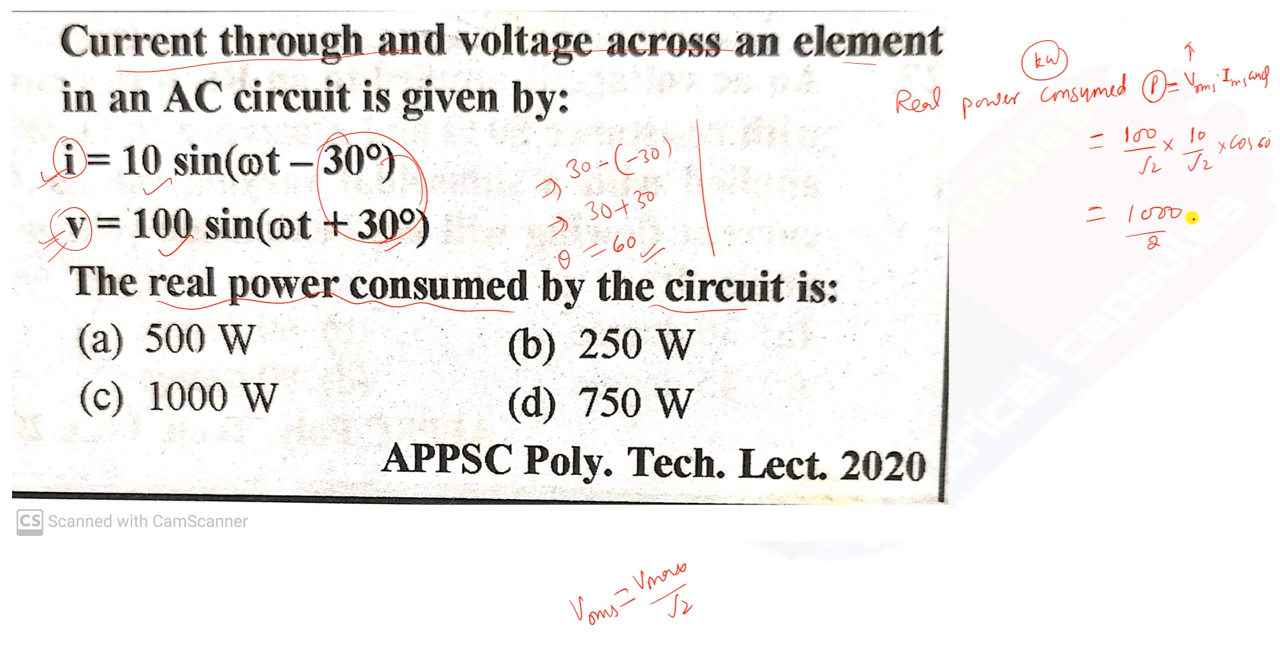 Current through and voltage across an element
in an AC circuit is given by:
i = 10 sin(ωt – 30°)
v = 100 sin(ωt + 30°)
The real power consumed by the circuit is:
(a) 500 W (b) 250 W
(c) 1000 W (d) 750 W
APPSC Poly. Tech. Lect. 2020
CS Scanned with CamScanner
⇒ 30 - (-30)
⇒ 30 + 30
θ = 60
kw
Real power consumed (P) = Vrms · Irms cosθ
= 100/√2 × 10/√2 × cos 60
= 1000/2
Vrms = Vmax/√2